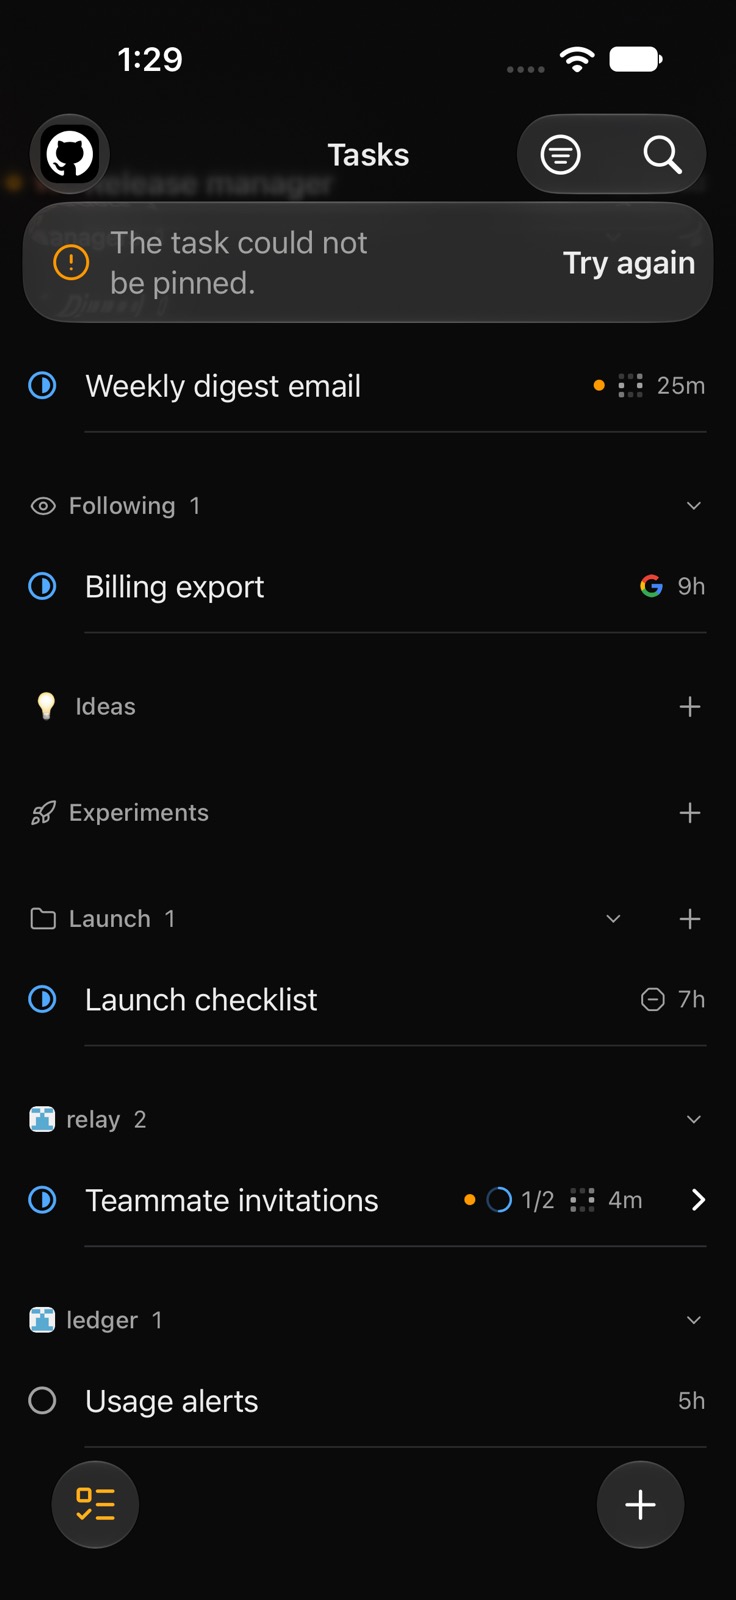 1:29
Tasks
Release manager
The task could not
be pinned.
Try again
Weekly digest email 25m
Following 1
Billing export 9h
Ideas
Experiments
Launch 1
Launch checklist 7h
relay 2
Teammate invitations 1/2 4m
ledger 1
Usage alerts 5h